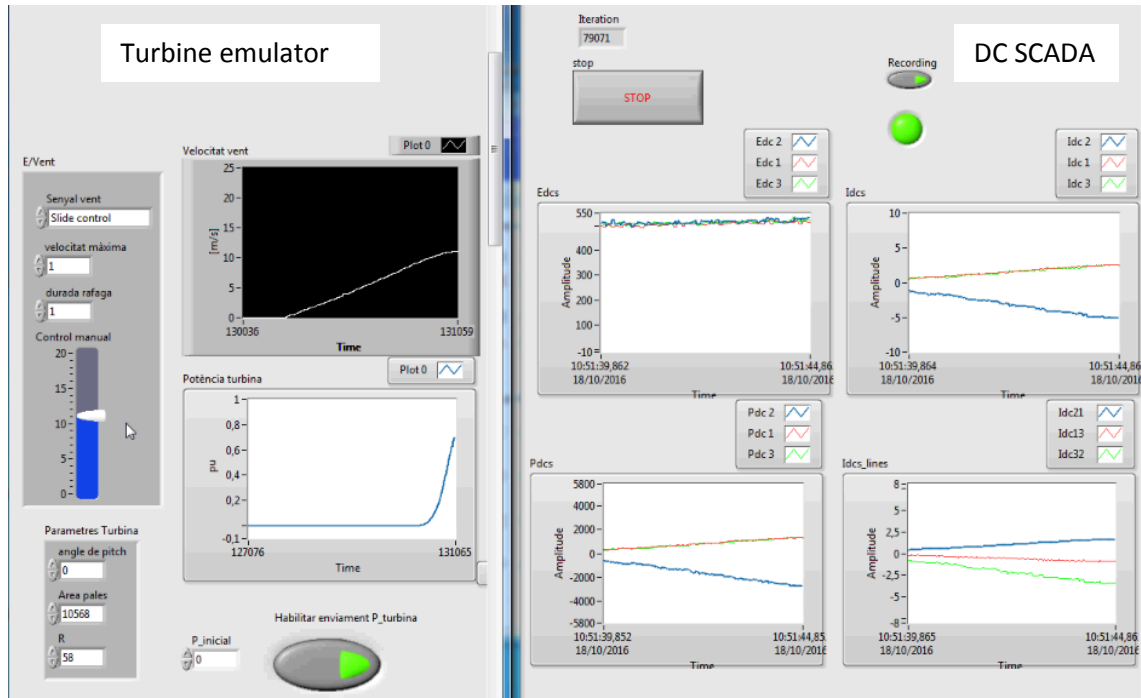 Turbine emulator
E/Vent
Senyal vent
Slide control
velocitat màxima
1
durada rafaga
1
Control manual
20
15
10
5
0
Velocitat vent
Plot 0
25
20
15
10
5
0
[m/s]
130036
131059
Time
Potència turbina
Plot 0
1
0,8
0,6
0,4
0,2
-0,1
pu
127076
131065
Time
Parametres Turbina
angle de pitch
0
Area pales
10568
R
58
P_inicial
0
Habilitar enviament P_turbina
DC SCADA
Iteration
79071
stop
STOP
Recording
Edc 2
Edc 1
Edc 3
Edcs
550
400
300
200
100
-10
Amplitude
10:51:39,862
18/10/2016
10:51:44,86
18/10/2016
Time
Idc 2
Idc 1
Idc 3
Idcs
10
5
0
-5
-10
Amplitude
10:51:39,864
18/10/2016
10:51:44,86
18/10/2016
Time
Pdc 2
Pdc 1
Pdc 3
Pdcs
5800
4000
2000
0
-2000
-4000
-5800
Amplitude
10:51:39,852
18/10/2016
10:51:44,85
18/10/2016
Time
Idc21
Idc13
Idc32
Idcs_lines
8
5
2,5
0
-2,5
-5
-8
Amplitude
10:51:39,865
18/10/2016
10:51:44,86
18/10/2016
Time